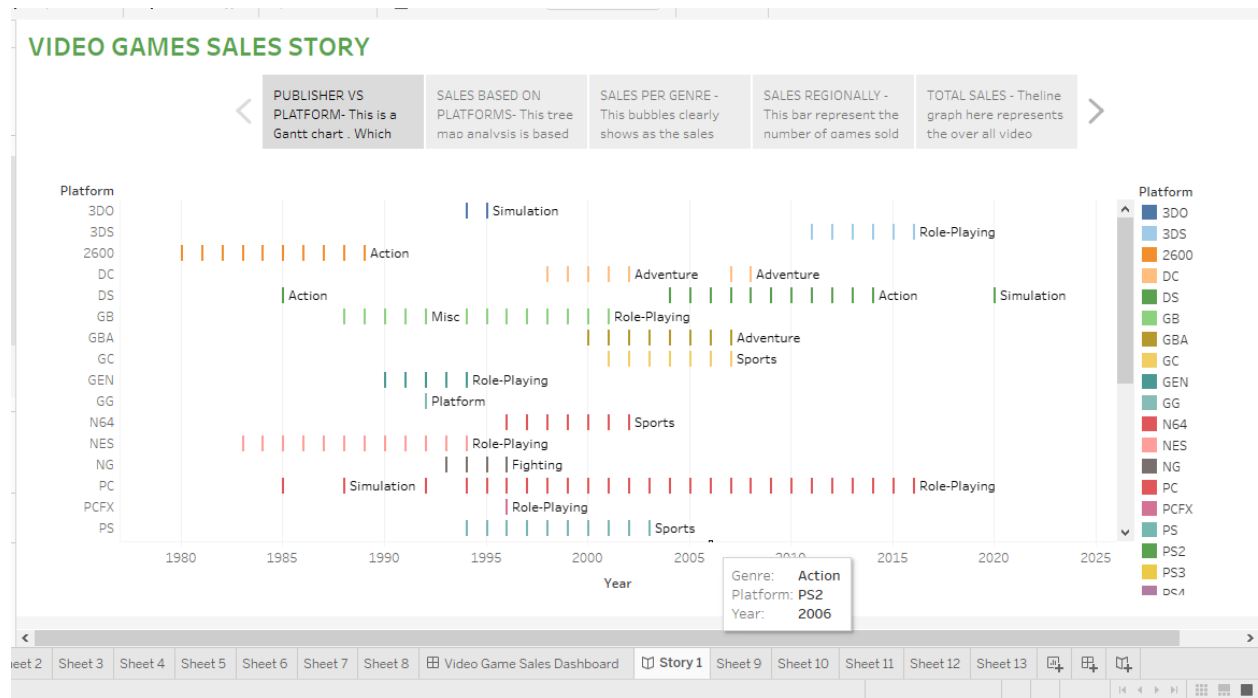 VIDEO GAMES SALES STORY
PUBLISHER VS
PLATFORM- This is a
Gantt chart . Which
SALES BASED ON
PLATFORMS- This tree
map analysis is based
SALES PER GENRE -
This bubbles clearly
shows as the sales
SALES REGIONALLY -
This bar represent the
number of games sold
TOTAL SALES - Theline
graph here represents
the over all video
Platform
3DO
Simulation
3DS
Role-Playing
2600
Action
DC
Adventure
Adventure
DS
Action
Action
Simulation
GB
Misc
Role-Playing
GBA
Adventure
GC
Sports
GEN
Role-Playing
GG
Platform
N64
Sports
NES
Role-Playing
NG
Fighting
PC
Simulation
Role-Playing
PCFX
Role-Playing
PS
Sports
1980
1985
1990
1995
2000
2005
2010
2015
2020
2025
Year
Genre: Action
Platform: PS2
Year: 2006
Platform
3DO
3DS
2600
DC
DS
GB
GBA
GC
GEN
GG
N64
NES
NG
PC
PCFX
PS
PS2
PS3
PS4
eet 2 Sheet 3 Sheet 4 Sheet 5 Sheet 6 Sheet 7 Sheet 8 Video Game Sales Dashboard Story 1 Sheet 9 Sheet 10 Sheet 11 Sheet 12 Sheet 13